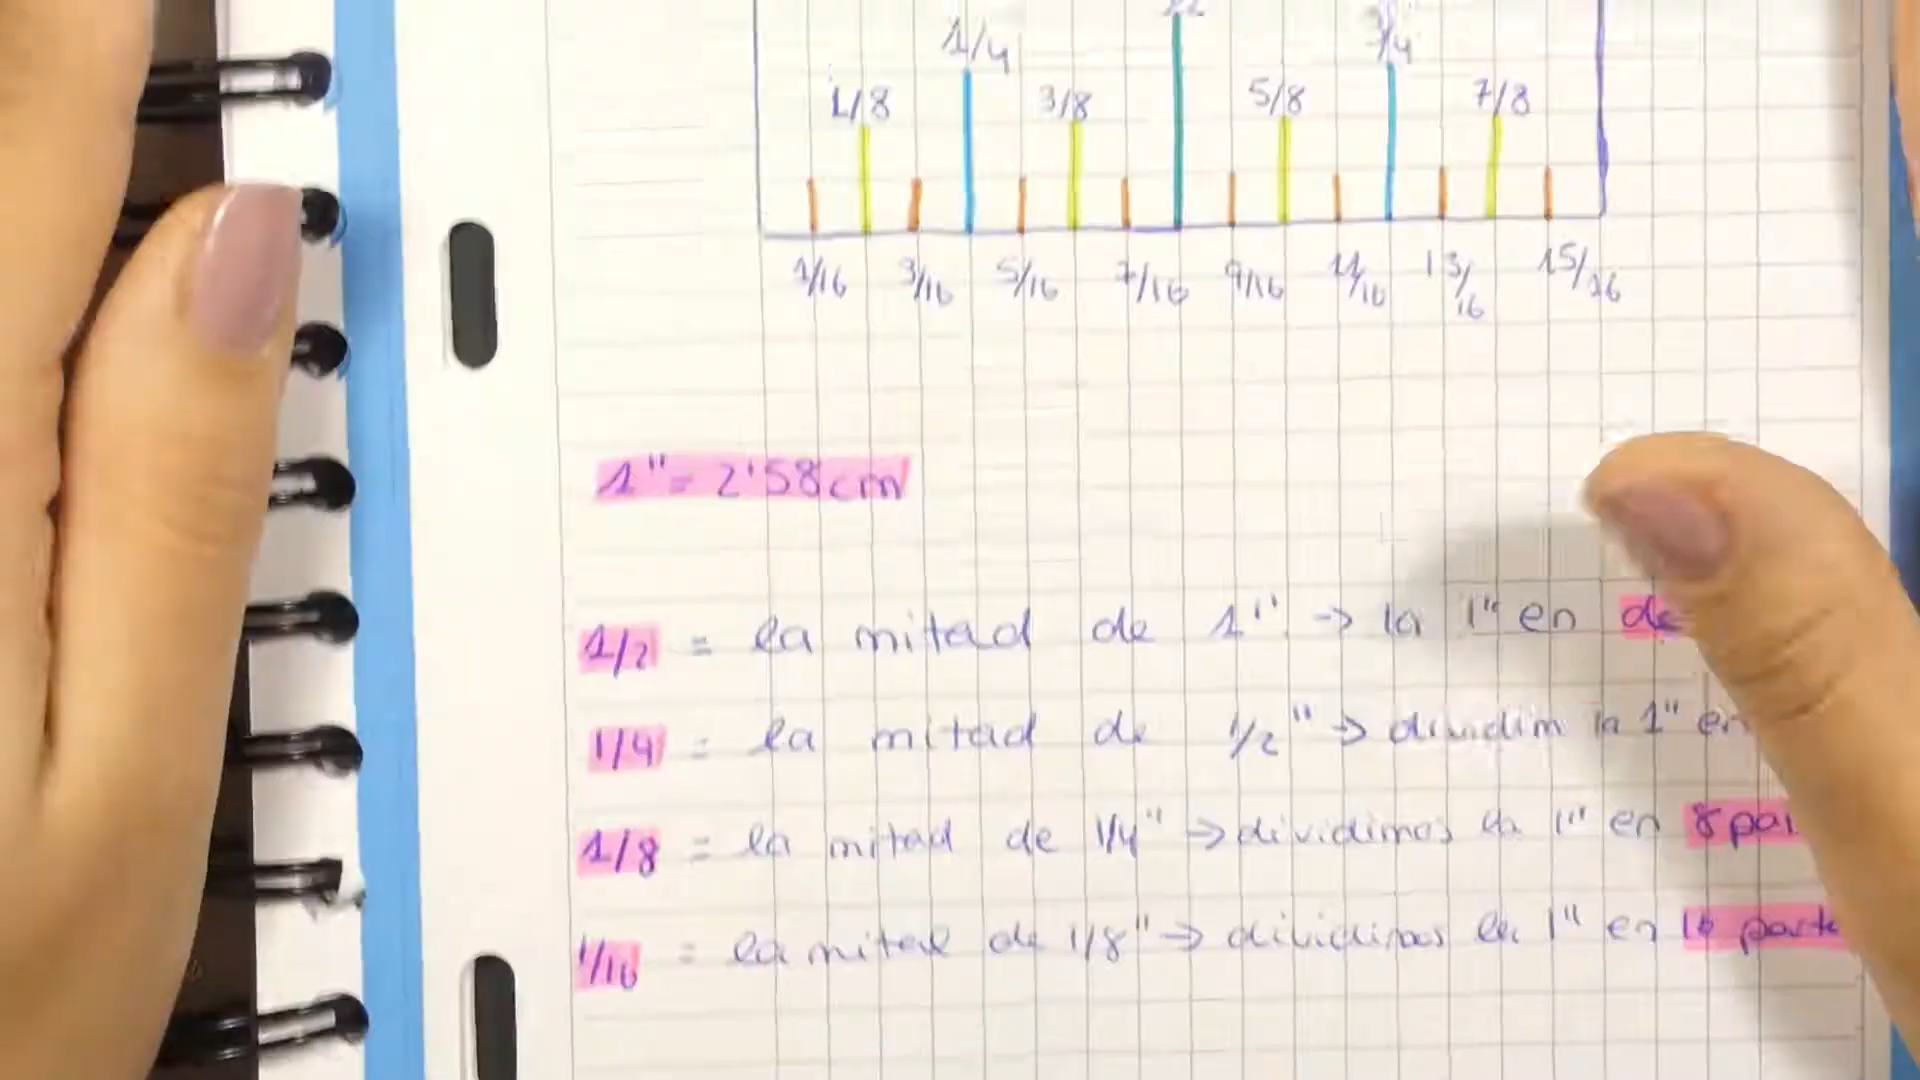 1/4 3/4
1/8 3/8 5/8 7/8
1/16 3/16 5/16 7/16 9/16 11/16 13/16 15/16
1" = 2'58cm
1/2 = la mitad de 1" → la 1" en
1/4 = la mitad de 1/2" → dividim la 1" en
1/8 = la mitad de 1/4" → dividimos la 1" en 8
1/16 = la mitad de 1/8" → dividimos la 1" en 16